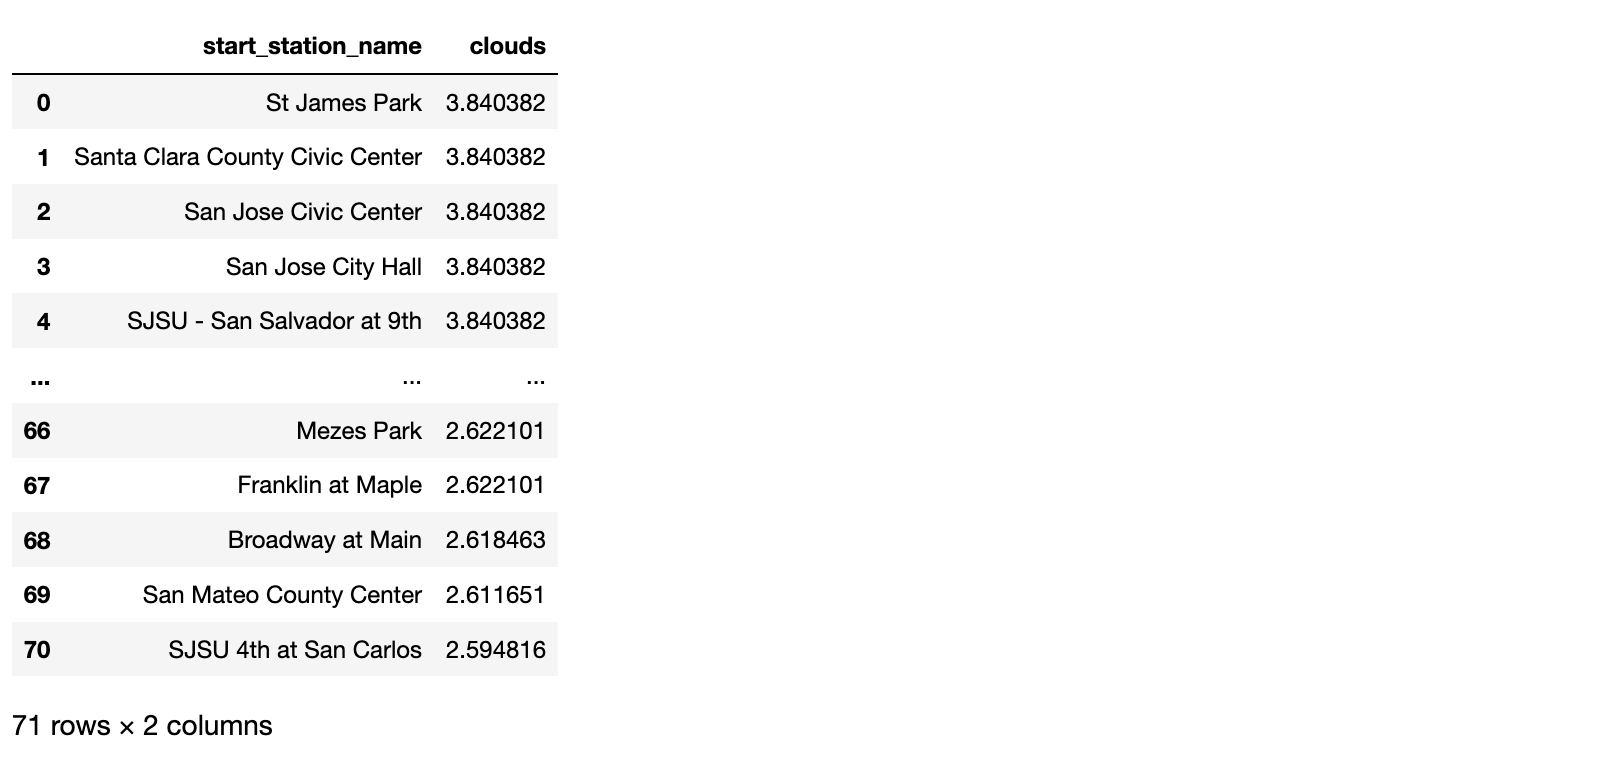 start_station_name clouds
0 St James Park 3.840382
1 Santa Clara County Civic Center 3.840382
2 San Jose Civic Center 3.840382
3 San Jose City Hall 3.840382
4 SJSU - San Salvador at 9th 3.840382
... ... ...
66 Mezes Park 2.622101
67 Franklin at Maple 2.622101
68 Broadway at Main 2.618463
69 San Mateo County Center 2.611651
70 SJSU 4th at San Carlos 2.594816
71 rows × 2 columns